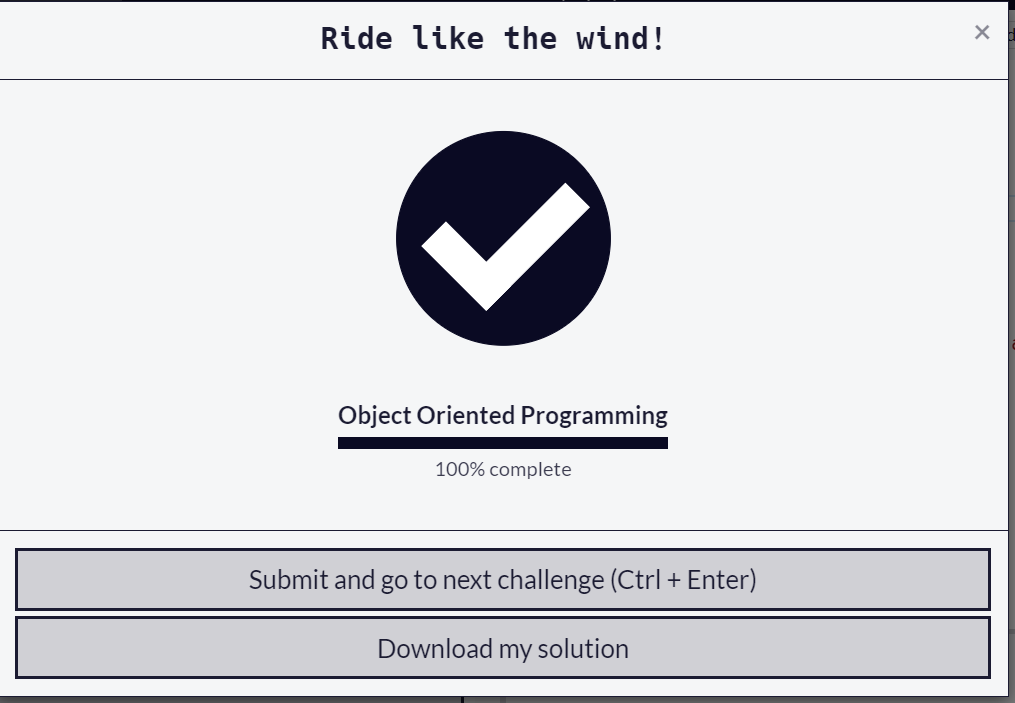 Ride like the wind!
×
Object Oriented Programming
100% complete
Submit and go to next challenge (Ctrl + Enter)
Download my solution